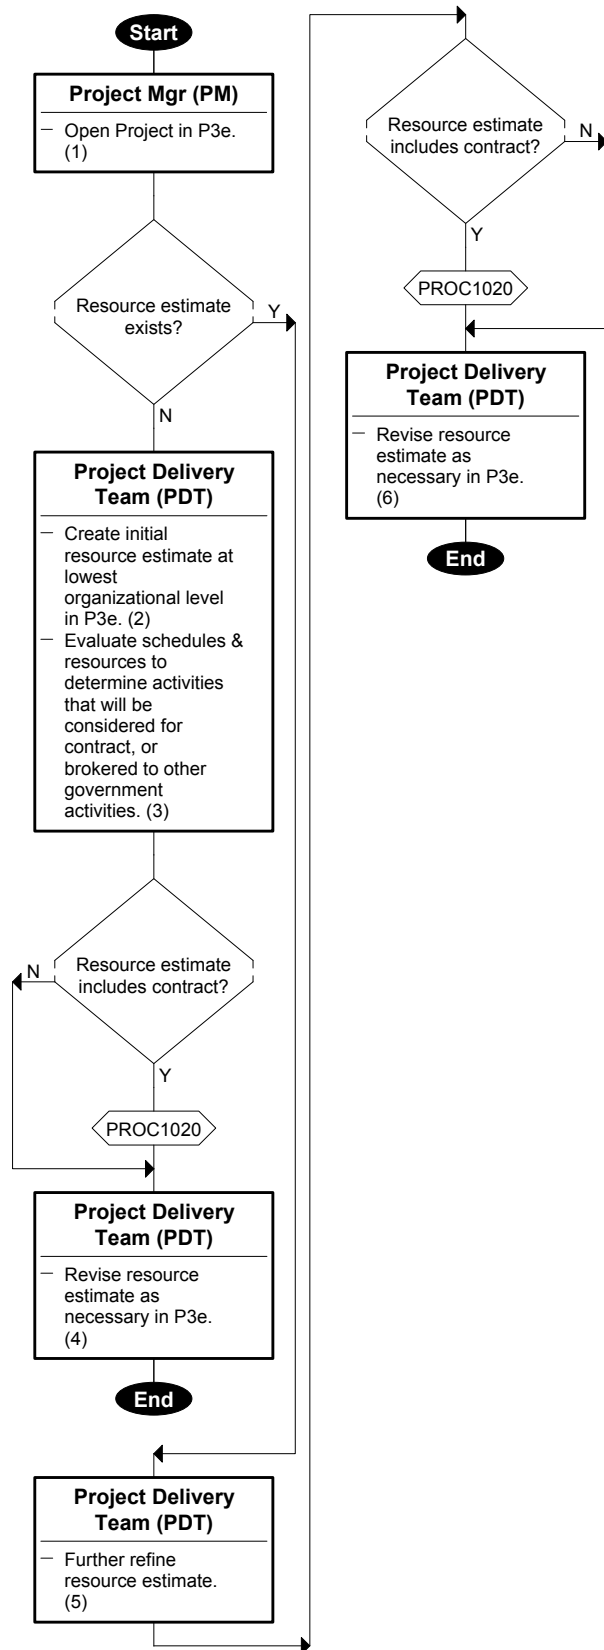 Start
Project Mgr (PM)
— Open Project in P3e.
(1)
Resource estimate
exists?
Y
N
Project Delivery
Team (PDT)
— Create initial
resource estimate at
lowest
organizational level
in P3e. (2)
— Evaluate schedules &
resources to
determine activities
that will be
considered for
contract, or
brokered to other
government
activities. (3)
Resource estimate
includes contract?
N
Y
PROC1020
Project Delivery
Team (PDT)
— Revise resource
estimate as
necessary in P3e.
(4)
End
Project Delivery
Team (PDT)
— Further refine
resource estimate.
(5)
Resource estimate
includes contract?
N
Y
PROC1020
Project Delivery
Team (PDT)
— Revise resource
estimate as
necessary in P3e.
(6)
End